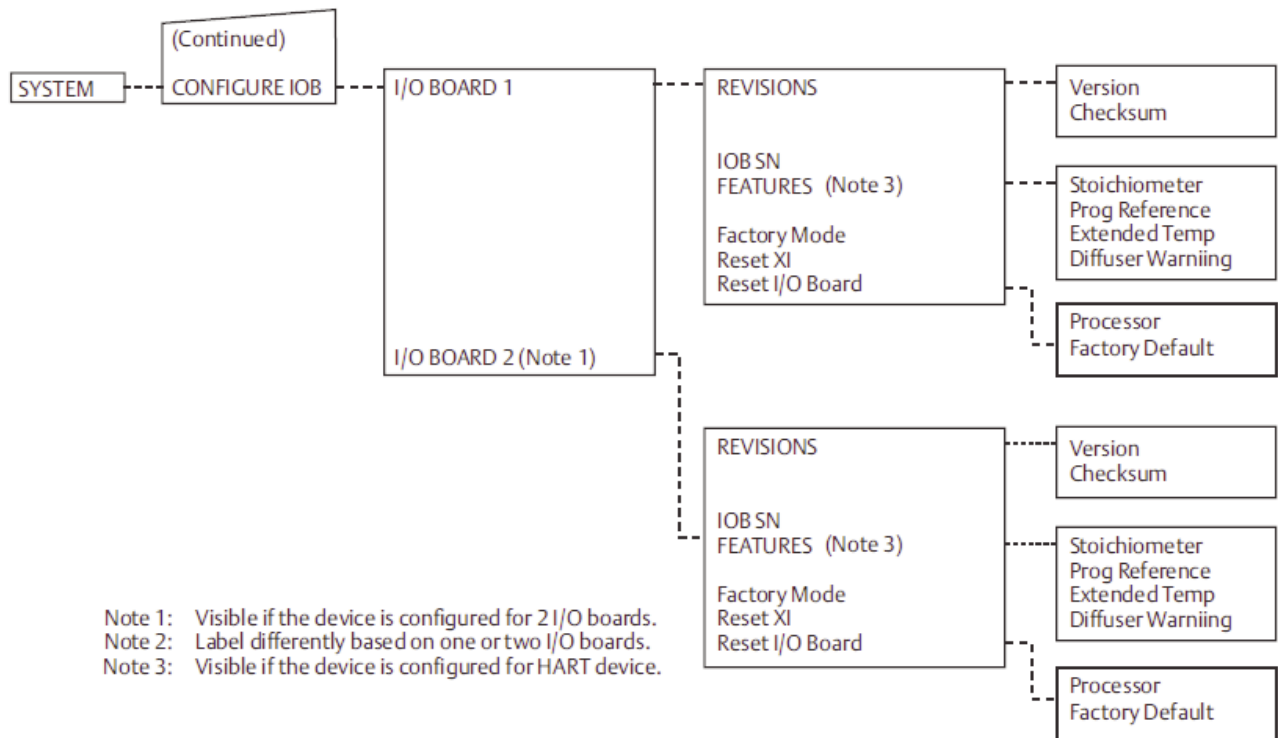 (Continued)
SYSTEM
CONFIGURE IOB
I/O BOARD 1
I/O BOARD 2 (Note 1)
REVISIONS
IOB SN
FEATURES (Note 3)
Factory Mode
Reset XI
Reset I/O Board
Version
Checksum
Stoichiometer
Prog Reference
Extended Temp
Diffuser Warniing
Processor
Factory Default
REVISIONS
IOB SN
FEATURES (Note 3)
Factory Mode
Reset XI
Reset I/O Board
Version
Checksum
Stoichiometer
Prog Reference
Extended Temp
Diffuser Warniing
Processor
Factory Default
Note 1: Visible if the device is configured for 2 I/O boards.
Note 2: Label differently based on one or two I/O boards.
Note 3: Visible if the device is configured for HART device.